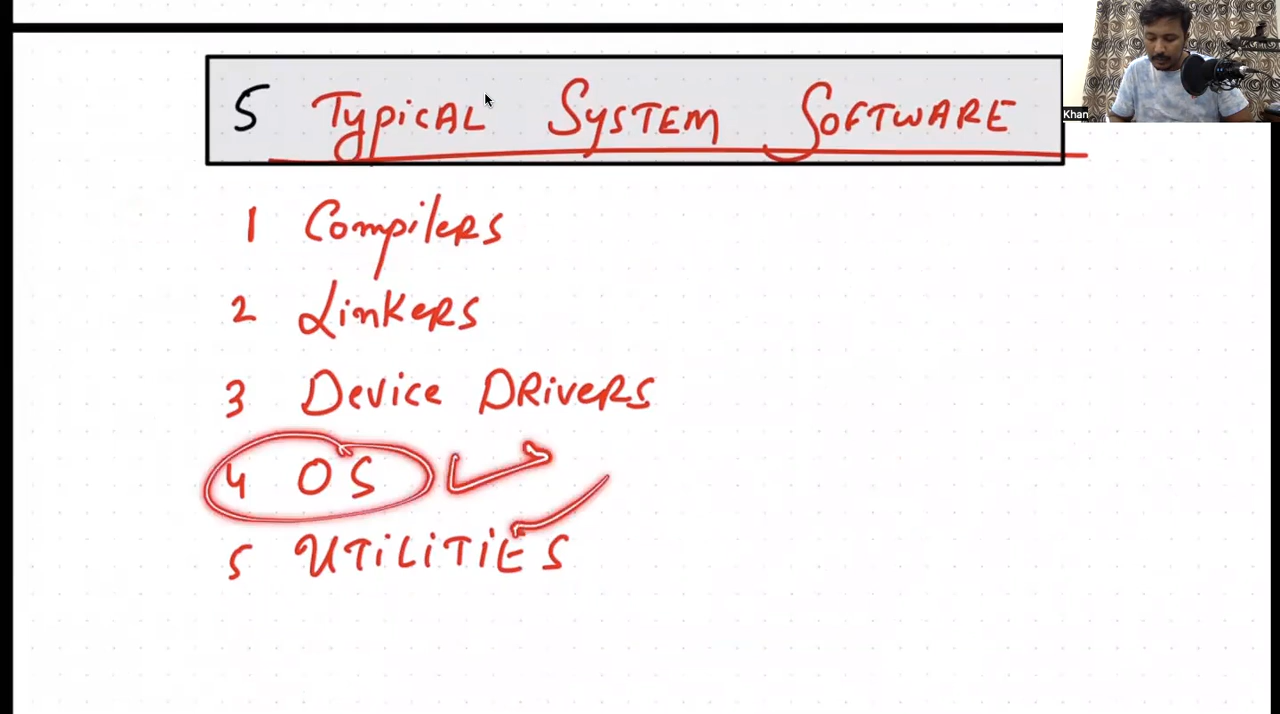 5 Typical System Software
Khan
1 Compilers
2 Linkers
3 Device Drivers
4 OS
5 Utilities